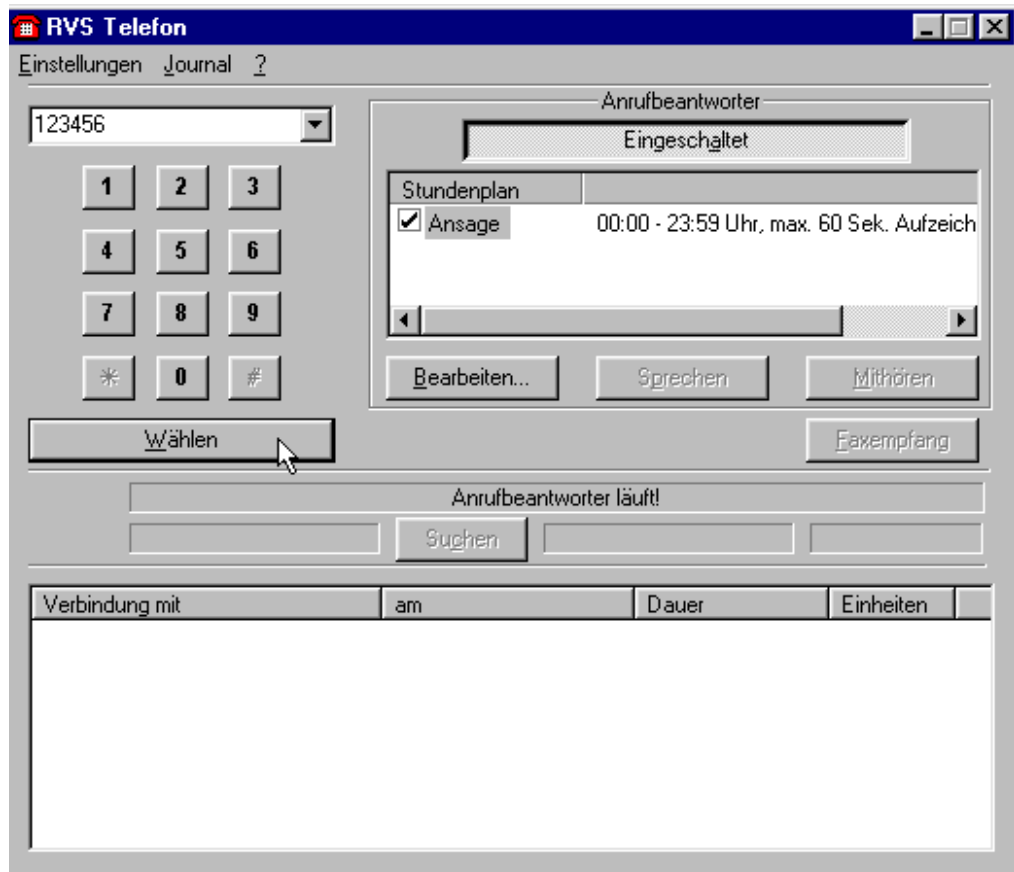 RVS Telefon
Einstellungen Journal ?
123456
1 2 3
4 5 6
7 8 9
* 0 #
Wählen
Anrufbeantworter
Eingeschaltet
Stundenplan
Ansage 00:00 - 23:59 Uhr, max. 60 Sek. Aufzeich
Bearbeiten... Sprechen Mithören
Faxempfang
Anrufbeantworter läuft!
Suchen
Verbindung mit am Dauer Einheiten